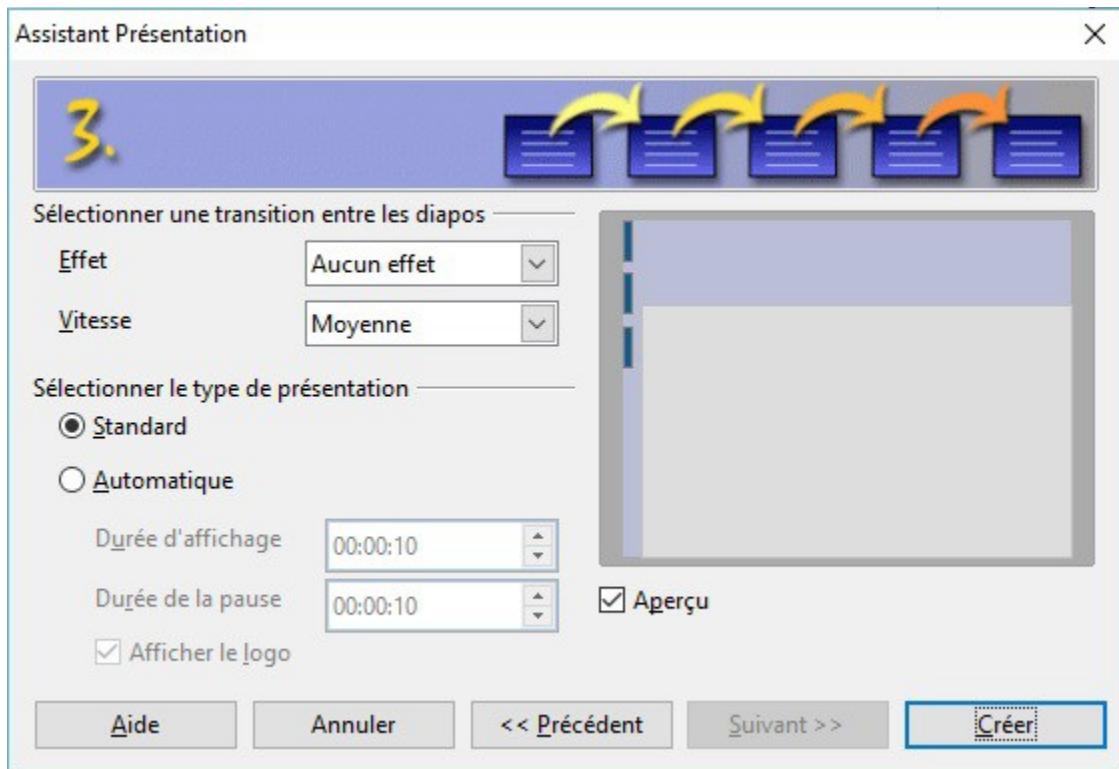 Assistant Présentation
3.
Sélectionner une transition entre les diapos
Effet Aucun effet
Vitesse Moyenne
Sélectionner le type de présentation
Standard
Automatique
Durée d'affichage 00:00:10
Durée de la pause 00:00:10
Afficher le logo
Aperçu
Aide Annuler << Précédent Suivant >> Créer